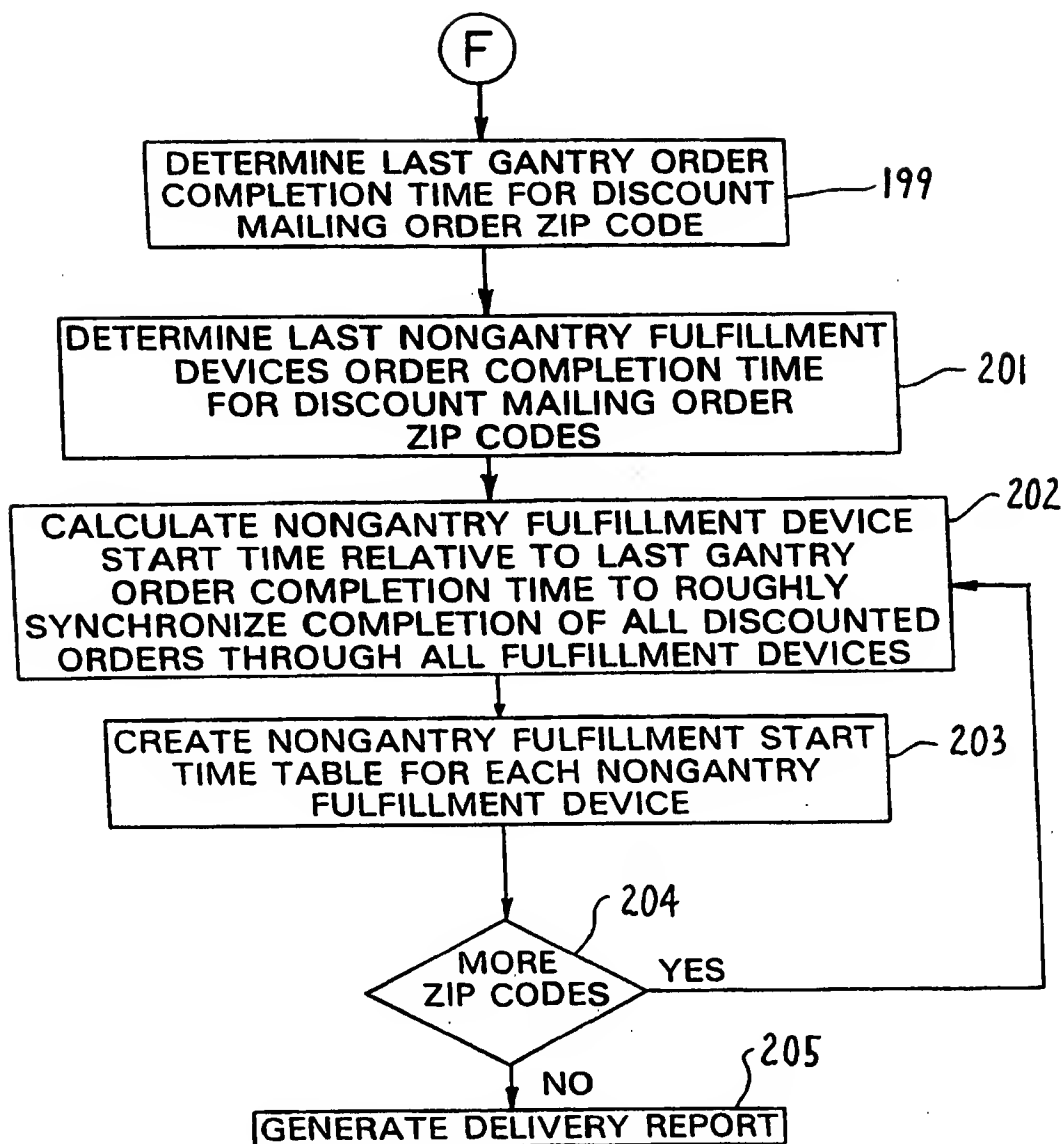 F
DETERMINE LAST GANTRY ORDER
COMPLETION TIME FOR DISCOUNT
MAILING ORDER ZIP CODE
199
DETERMINE LAST NONGANTRY FULFILLMENT
DEVICES ORDER COMPLETION TIME
FOR DISCOUNT MAILING ORDER
ZIP CODES
201
202
CALCULATE NONGANTRY FULFILLMENT DEVICE
START TIME RELATIVE TO LAST GANTRY
ORDER COMPLETION TIME TO ROUGHLY
SYNCHRONIZE COMPLETION OF ALL DISCOUNTED
ORDERS THROUGH ALL FULFILLMENT DEVICES
CREATE NONGANTRY FULFILLMENT START
TIME TABLE FOR EACH NONGANTRY
FULFILLMENT DEVICE
203
204
MORE
ZIP CODES
YES
NO
205
GENERATE DELIVERY REPORT